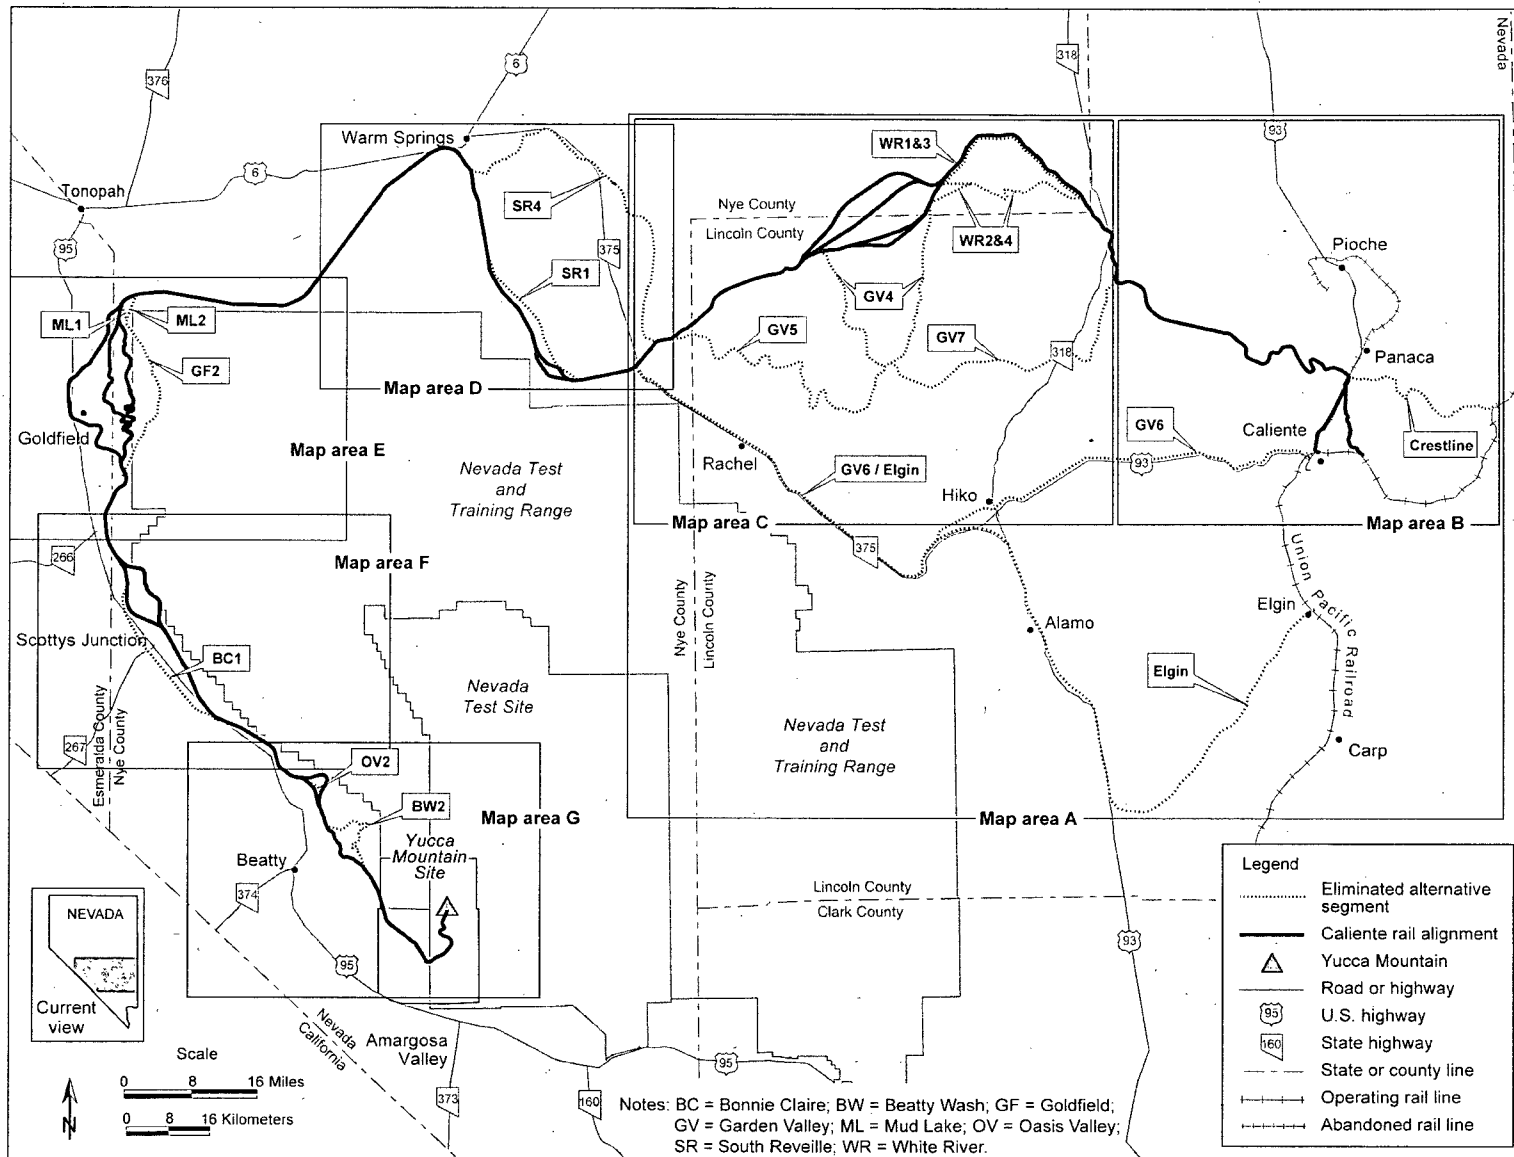 Nevada
376
6
318
93
Warm Springs
WR1&3
6
Tonopah
SR4
Nye County
Lincoln County
WR2&4
95
375
Pioche
SR1
GV4
ML1
ML2
GV5
GV7
318
Panaca
GF2
Map area D
Goldfield
Map area E
Caliente
GV6
Crestline
Rachel
GV6 / Elgin
93
Nevada Test
and
Training Range
Hiko
Map area C
Map area B
375
266
Map area F
Union Pacific Railroad
Elgin
Scottys Junction
Nye County
Lincoln County
Alamo
BC1
Elgin
Nevada
Test Site
Nevada Test
and
Training Range
267
Esmeralda County
Nye County
Carp
OV2
BW2
Map area G
Map area A
Yucca
Mountain
Site
Beatty
374
Lincoln County
Clark County
93
95
NEVADA
Current
view
Nevada
California
Amargosa
Valley
95
373
160
Scale
0 8 16 Miles
0 8 16 Kilometers
N
Legend
Eliminated alternative
segment
Caliente rail alignment
Yucca Mountain
Road or highway
95
U.S. highway
160
State highway
State or county line
Operating rail line
Abandoned rail line
Notes: BC = Bonnie Claire; BW = Beatty Wash; GF = Goldfield;
GV = Garden Valley; ML = Mud Lake; OV = Oasis Valley;
SR = South Reveille; WR = White River.